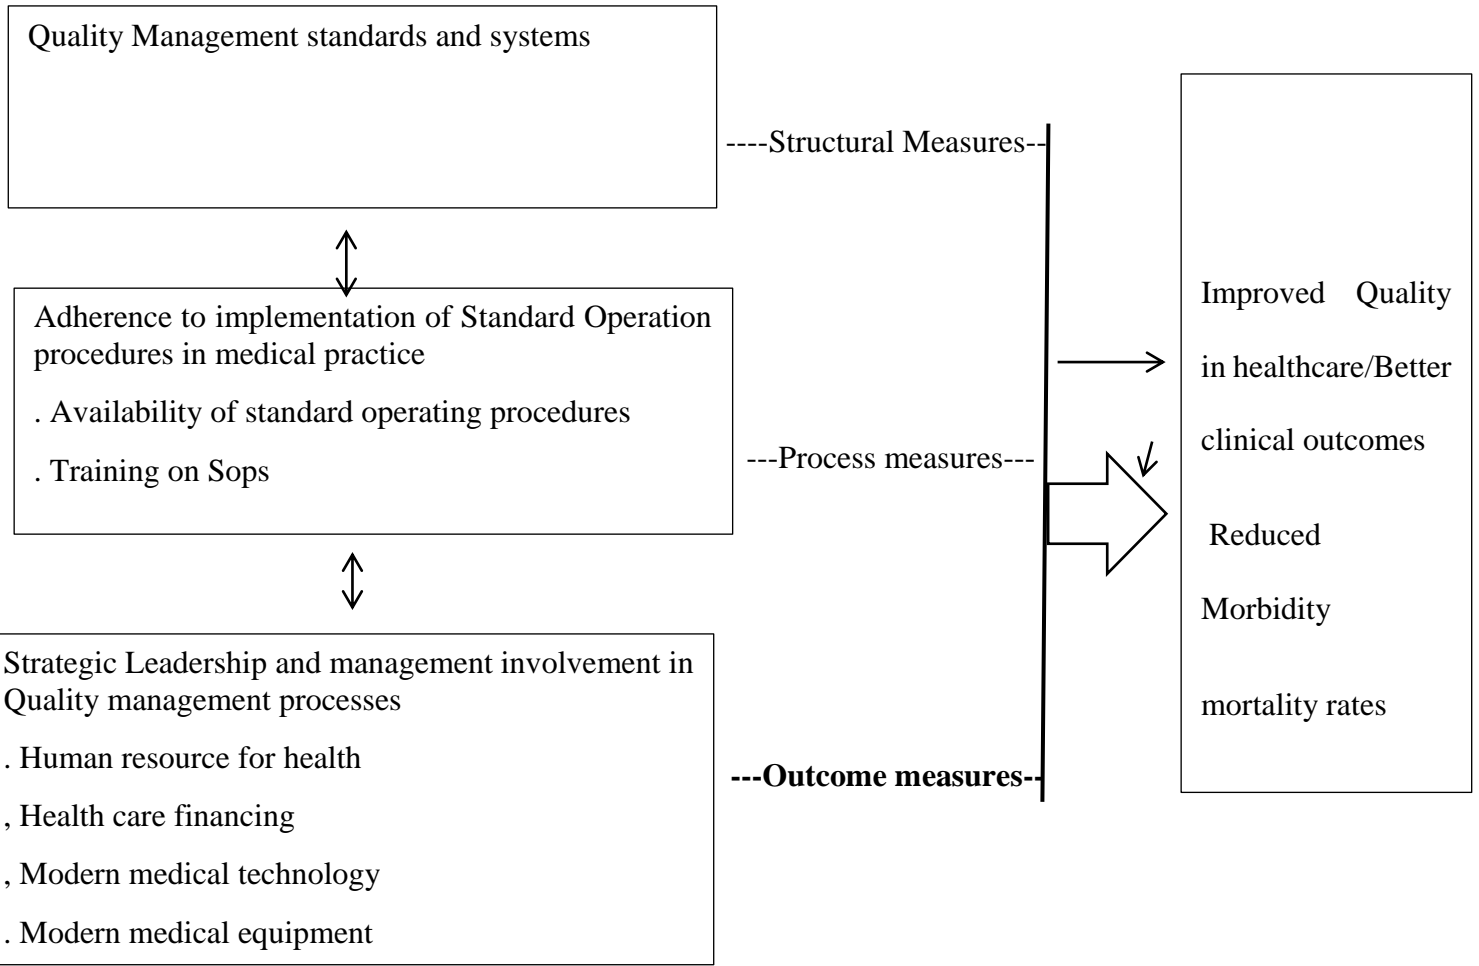 Quality Management standards and systems
----Structural Measures--
Adherence to implementation of Standard Operation
procedures in medical practice
. Availability of standard operating procedures
. Training on Sops
---Process measures---
Strategic Leadership and management involvement in
Quality management processes
. Human resource for health
, Health care financing
, Modern medical technology
. Modern medical equipment
---Outcome measures--
Improved Quality
in healthcare/Better
clinical outcomes
Reduced
Morbidity
mortality rates